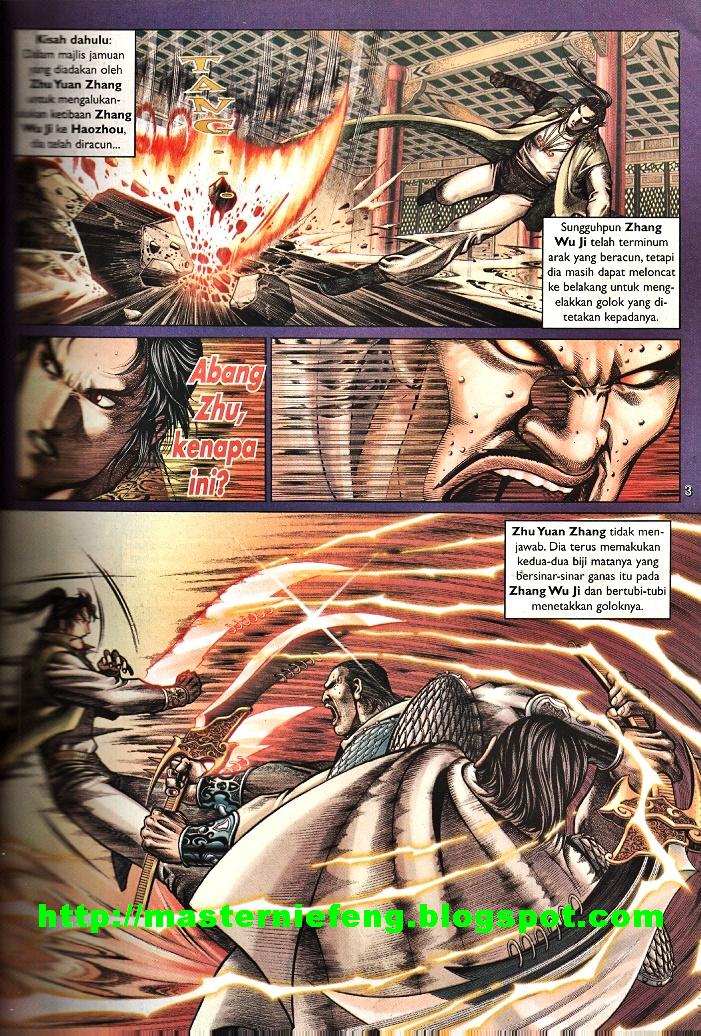 Kisah dahulu:
Dalam majlis jamuan
yang diadakan oleh
Zhu Yuan Zhang
untuk mengalukan-
alukan ketibaan Zhang
Wu Ji ke Haozhou,
dia telah diracun...
TANG...
Sungguhpun Zhang
Wu Ji telah terminum
arak yang beracun, tetapi
dia masih dapat meloncat
ke belakang untuk meng-
elakkan golok yang di-
tetakan kepadanya.
Abang
Zhu,
kenapa
ini?
3
Zhu Yuan Zhang tidak men-
jawab. Dia terus memakukan
kedua-dua biji matanya yang
bersinar-sinar ganas itu pada
Zhang Wu Ji dan bertubi-tubi
menetakkan goloknya.
http://masterniefeng.blogspot.com